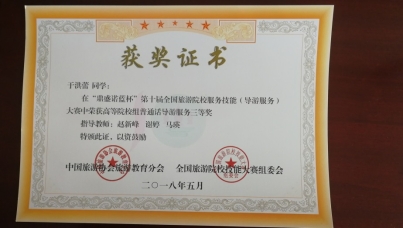 获奖证书
于洪蕾 同学:
在“鼎盛诺蓝杯”第十届全国旅游院校服务技能（导游服务）
大赛中荣获高等院校组普通话导游服务三等奖
指导教师：赵新峰 谢婷 马瑛
特颁此证，以资鼓励
中国旅游协会旅游教育分会 全国旅游院校技能大赛组委会
二〇一八年五月